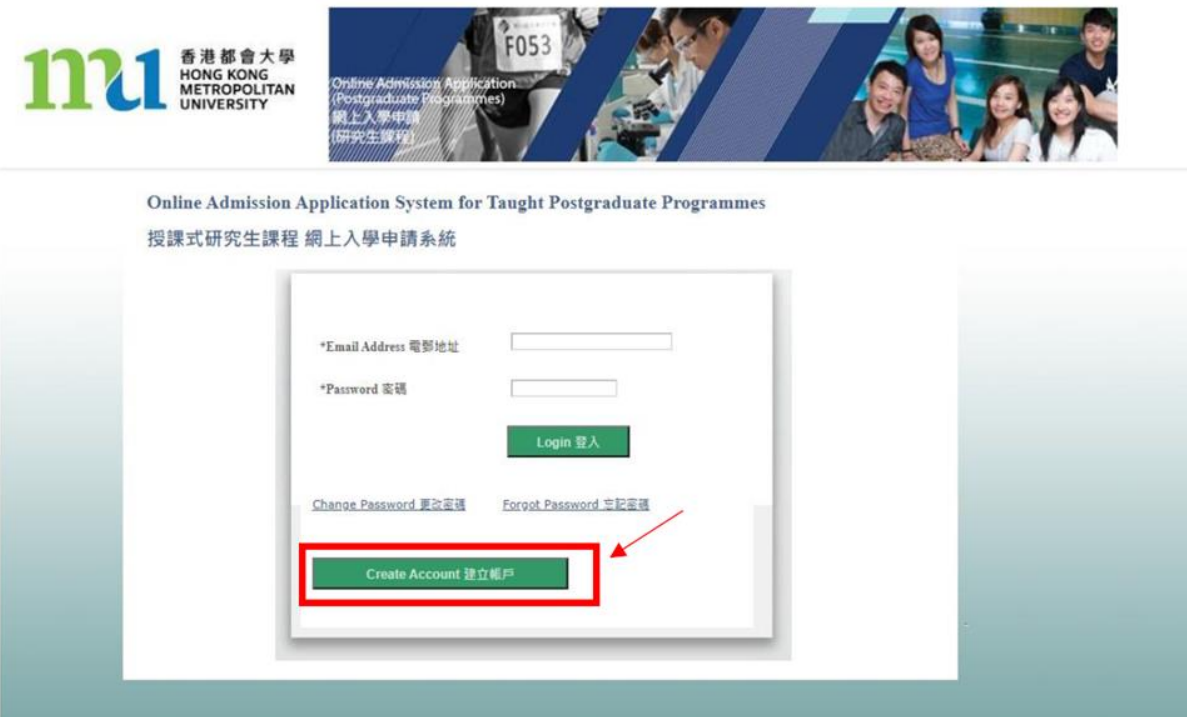 mu
香港都會大學
HONG KONG
METROPOLITAN
UNIVERSITY
F053
Online Admission Application
(Postgraduate Programmes)
網上入學申請
(研究生課程)
Online Admission Application System for Taught Postgraduate Programmes
授課式研究生課程 網上入學申請系統
*Email Address 電郵地址
*Password 密碼
Login 登入
Change Password 更改密碼
Forgot Password 忘記密碼
Create Account 建立帳戶